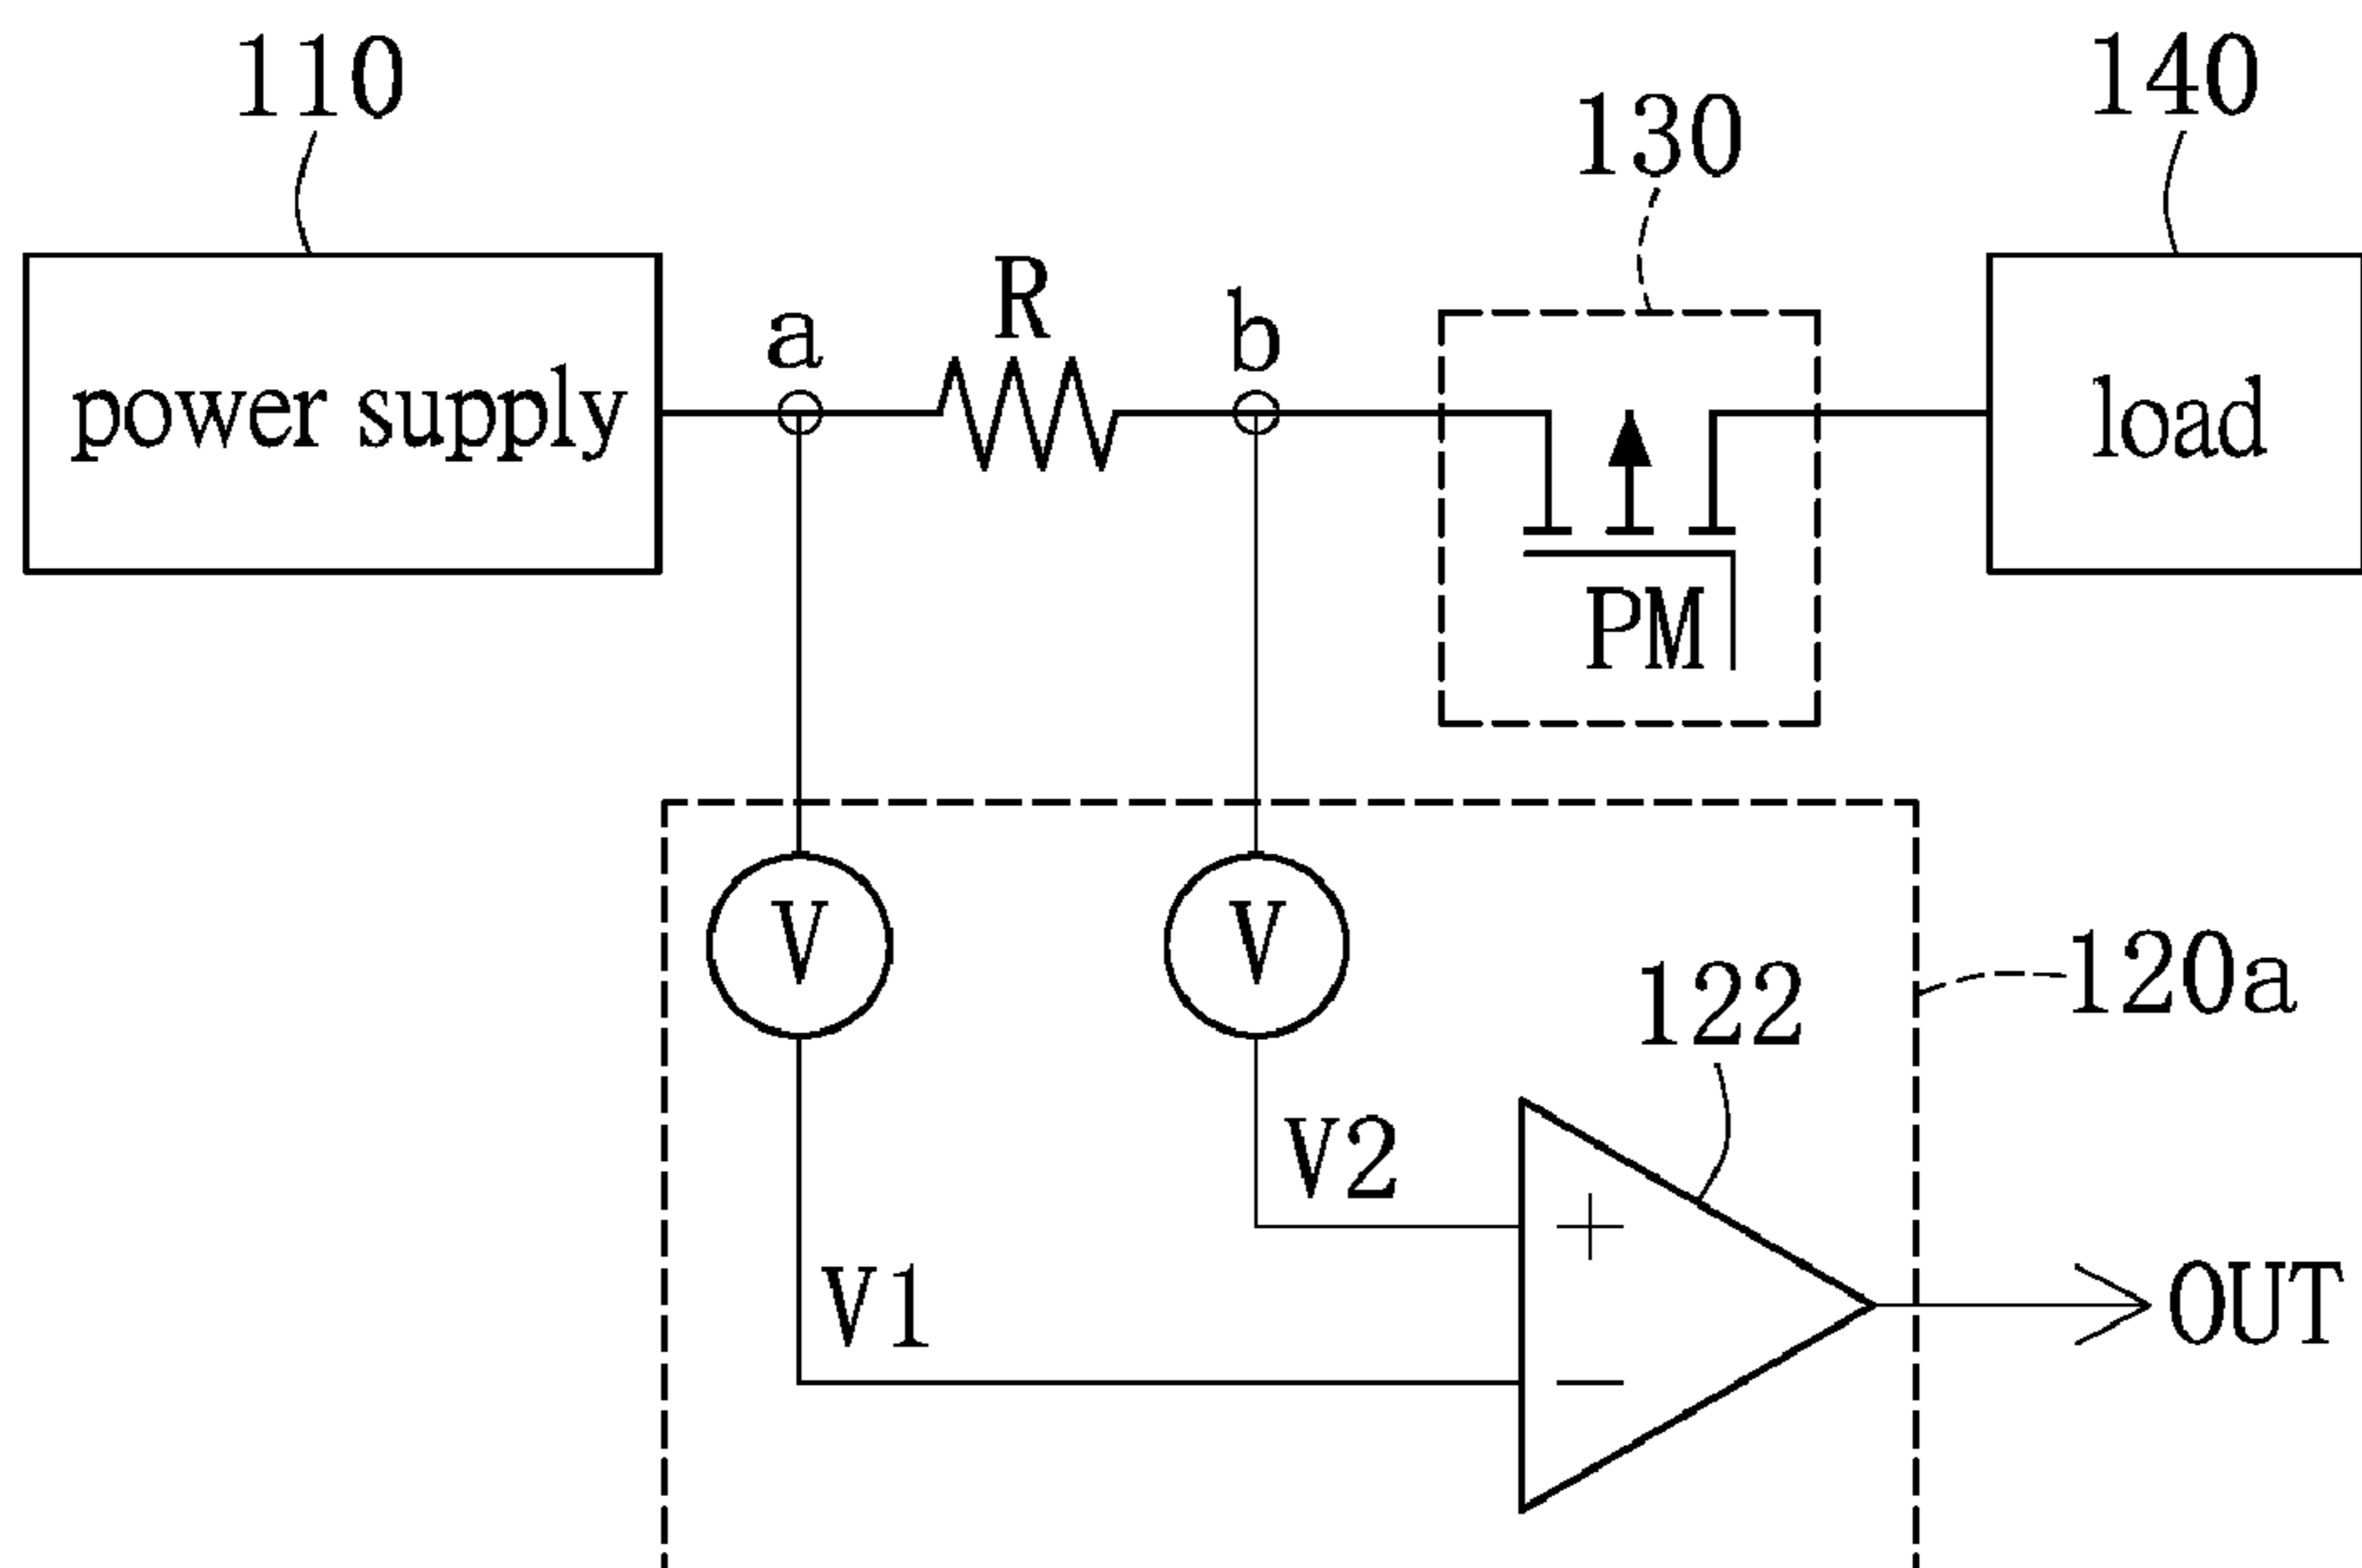 110
140
130
R
a
b
power supply
load
PM
V
V
120a
122
V2
+
V1
OUT
−